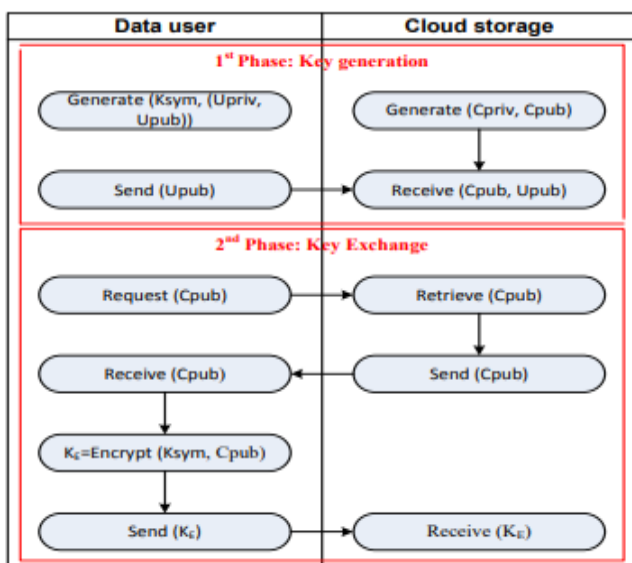 Data user
Cloud storage
1st Phase: Key generation
Generate (Ksym, (Upriv,
Upub))
Generate (Cpriv, Cpub)
Send (Upub)
Receive (Cpub, Upub)
2nd Phase: Key Exchange
Request (Cpub)
Retrieve (Cpub)
Receive (Cpub)
Send (Cpub)
KE=Encrypt (Ksym, Cpub)
Send (KE)
Receive (KE)